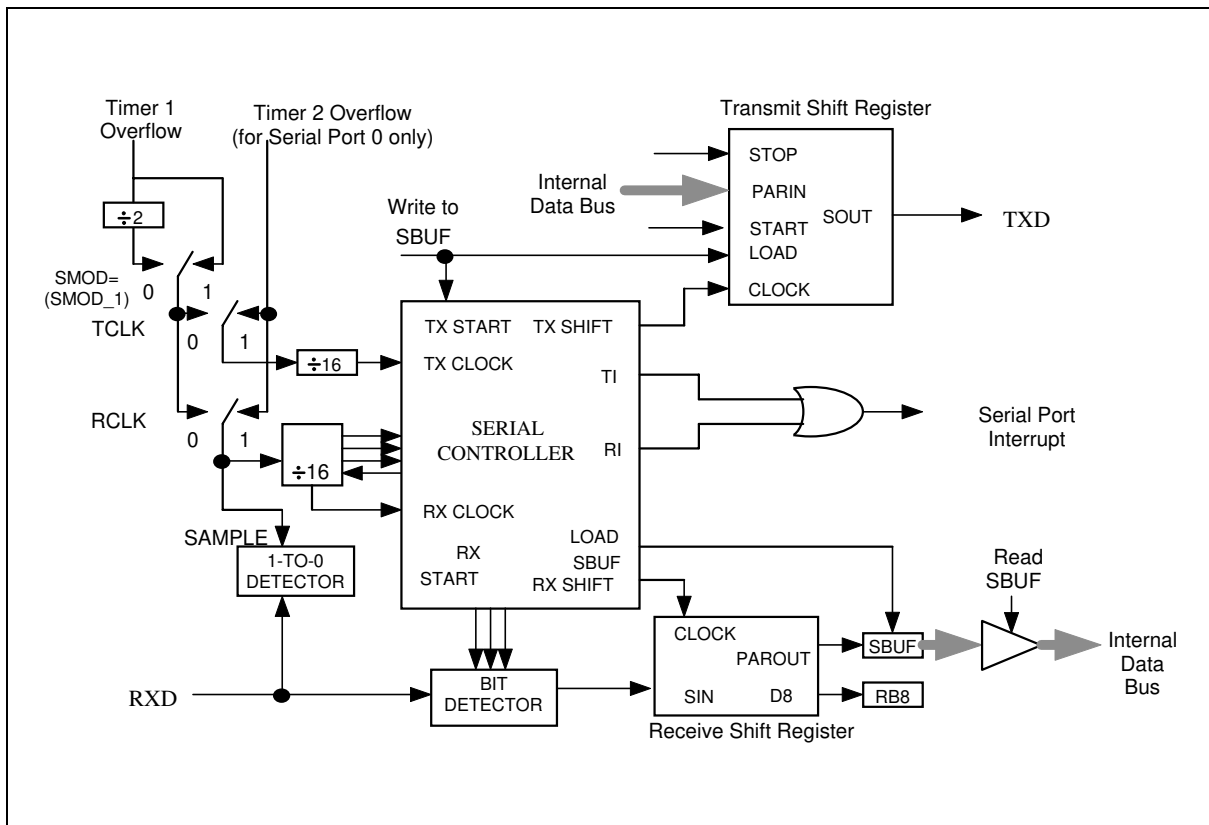 Timer 1
Overflow
Timer 2 Overflow
(for Serial Port 0 only)
Transmit Shift Register
STOP
PARIN
START
LOAD
CLOCK
SOUT
TXD
Internal
Data Bus
÷2
Write to
SBUF
SMOD=
(SMOD_1)
0
1
TCLK
0
1
÷16
RCLK
0
1
÷16
TX START
TX SHIFT
TX CLOCK
TI
SERIAL
CONTROLLER
RI
RX CLOCK
LOAD
SBUF
RX
START
RX SHIFT
Serial Port
Interrupt
SAMPLE
1-TO-0
DETECTOR
Read
SBUF
CLOCK
PAROUT
SIN
D8
SBUF
RB8
Internal
Data
Bus
RXD
BIT
DETECTOR
Receive Shift Register